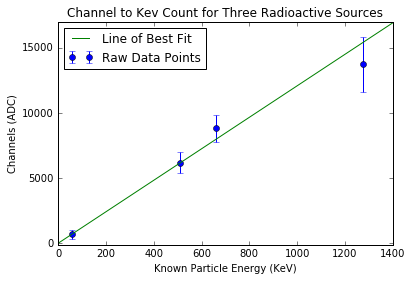 Channel to Kev Count for Three Radioactive Sources
Line of Best Fit
Raw Data Points
15000
10000
5000
0
Channels (ADC)
0 200 400 600 800 1000 1200 1400
Known Particle Energy (KeV)